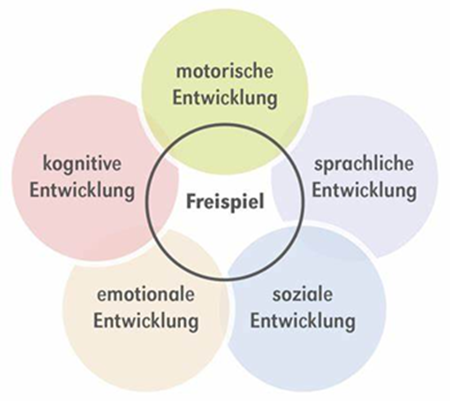 motorische
Entwicklung
kognitive
Entwicklung
sprachliche
Entwicklung
Freispiel
emotionale
Entwicklung
soziale
Entwicklung